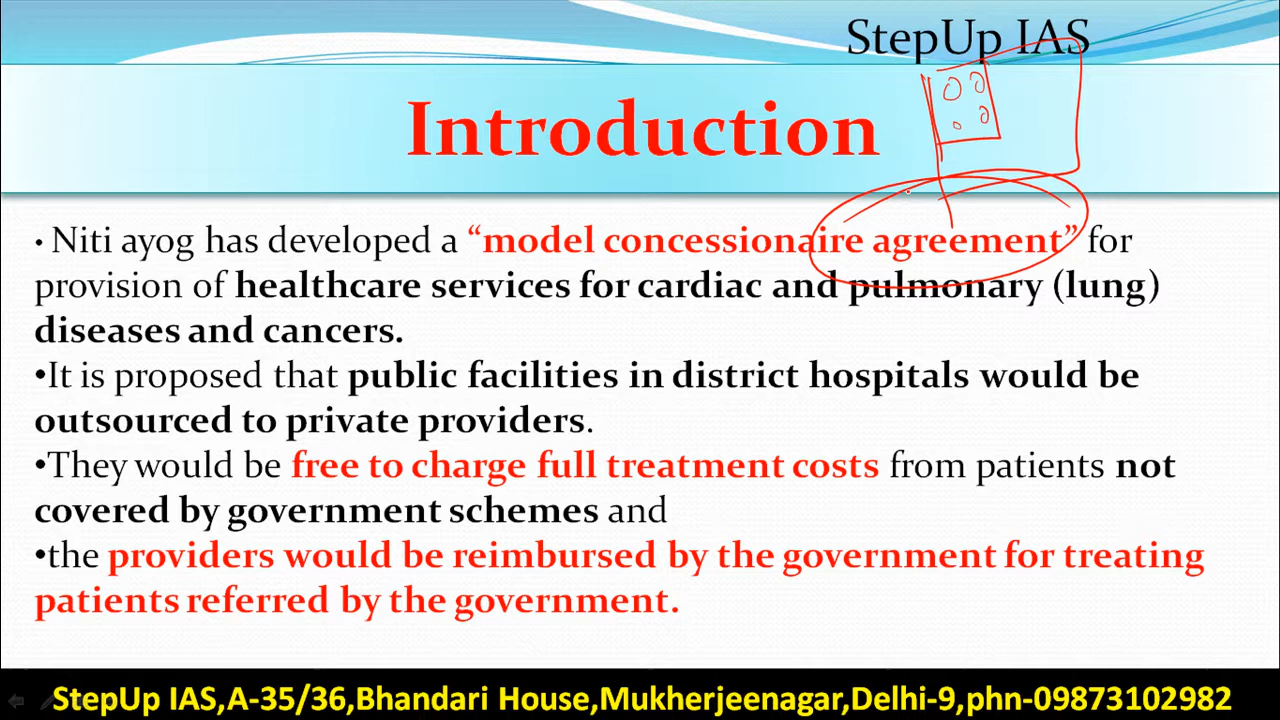 StepUp IAS
Introduction
• Niti ayog has developed a “model concessionaire agreement” for
provision of healthcare services for cardiac and pulmonary (lung)
diseases and cancers.
•It is proposed that public facilities in district hospitals would be
outsourced to private providers.
•They would be free to charge full treatment costs from patients not
covered by government schemes and
•the providers would be reimbursed by the government for treating
patients referred by the government.
StepUp IAS,A-35/36,Bhandari House,Mukherjeenagar,Delhi-9,phn-09873102982